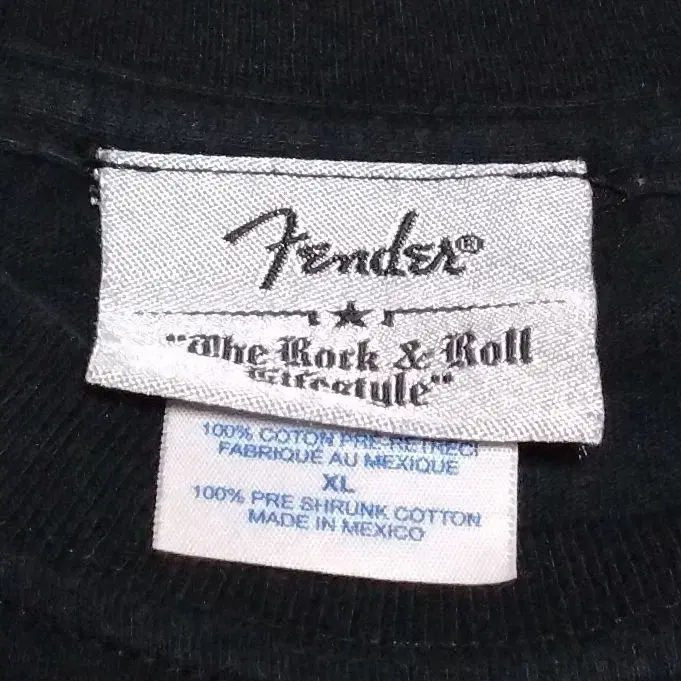 Fender®
"The Rock & Roll
Lifestyle"
100% COTON PRE-RETRECI
FABRIQUE AU MEXIQUE
XL
100% PRE SHRUNK COTTON
MADE IN MEXICO